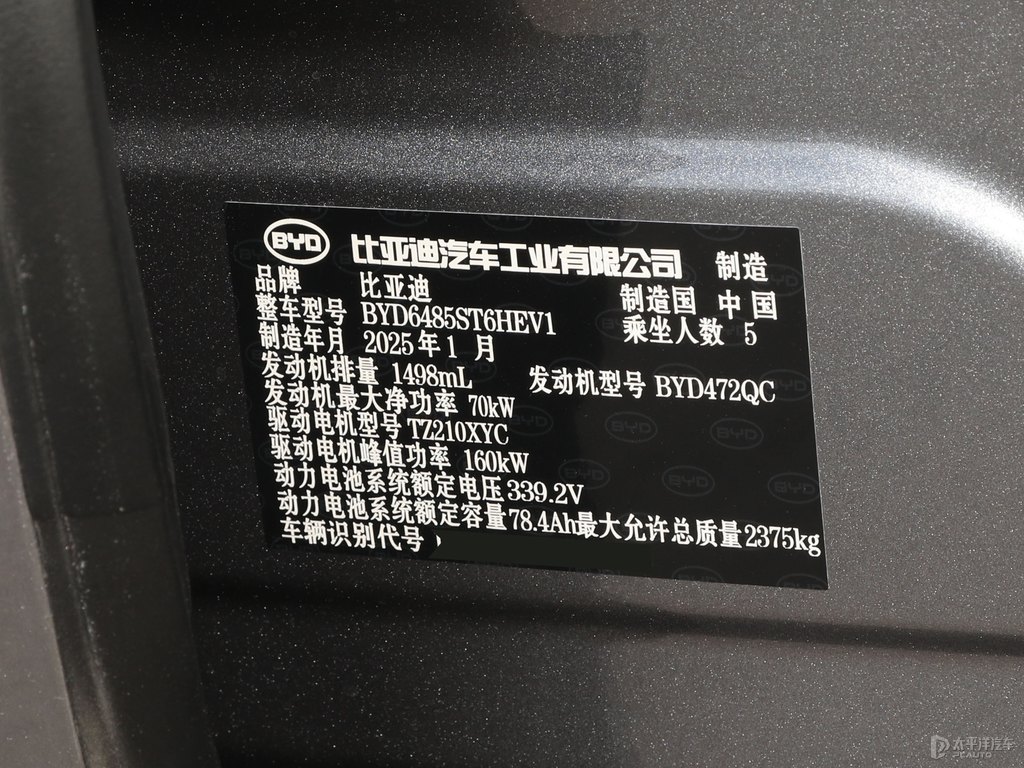 BYD 比亚迪汽车工业有限公司 制造
品牌 比亚迪 制造国 中国
整车型号 BYD6485ST6HEV1 乘坐人数 5
制造年月 2025年1月
发动机排量 1498mL 发动机型号 BYD472QC
发动机最大净功率 70kW
驱动电机型号 TZ210XYC
驱动电机峰值功率 160kW
动力电池系统额定电压 339.2V
动力电池系统额定容量 78.4Ah 最大允许总质量 2375kg
车辆识别代号
太平洋汽车
PCAUTO